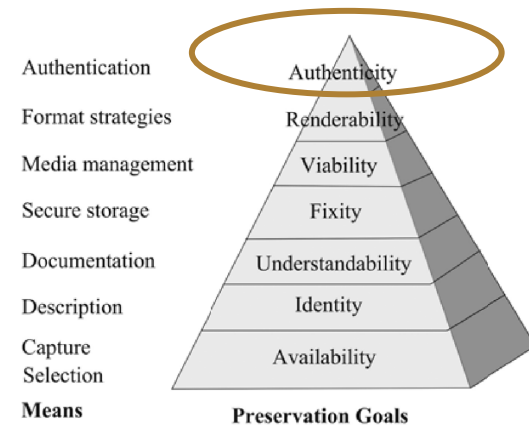 Authentication Authenticity
Format strategies Renderability
Media management Viability
Secure storage Fixity
Documentation Understandability
Description Identity
Capture
Selection Availability
Means Preservation Goals